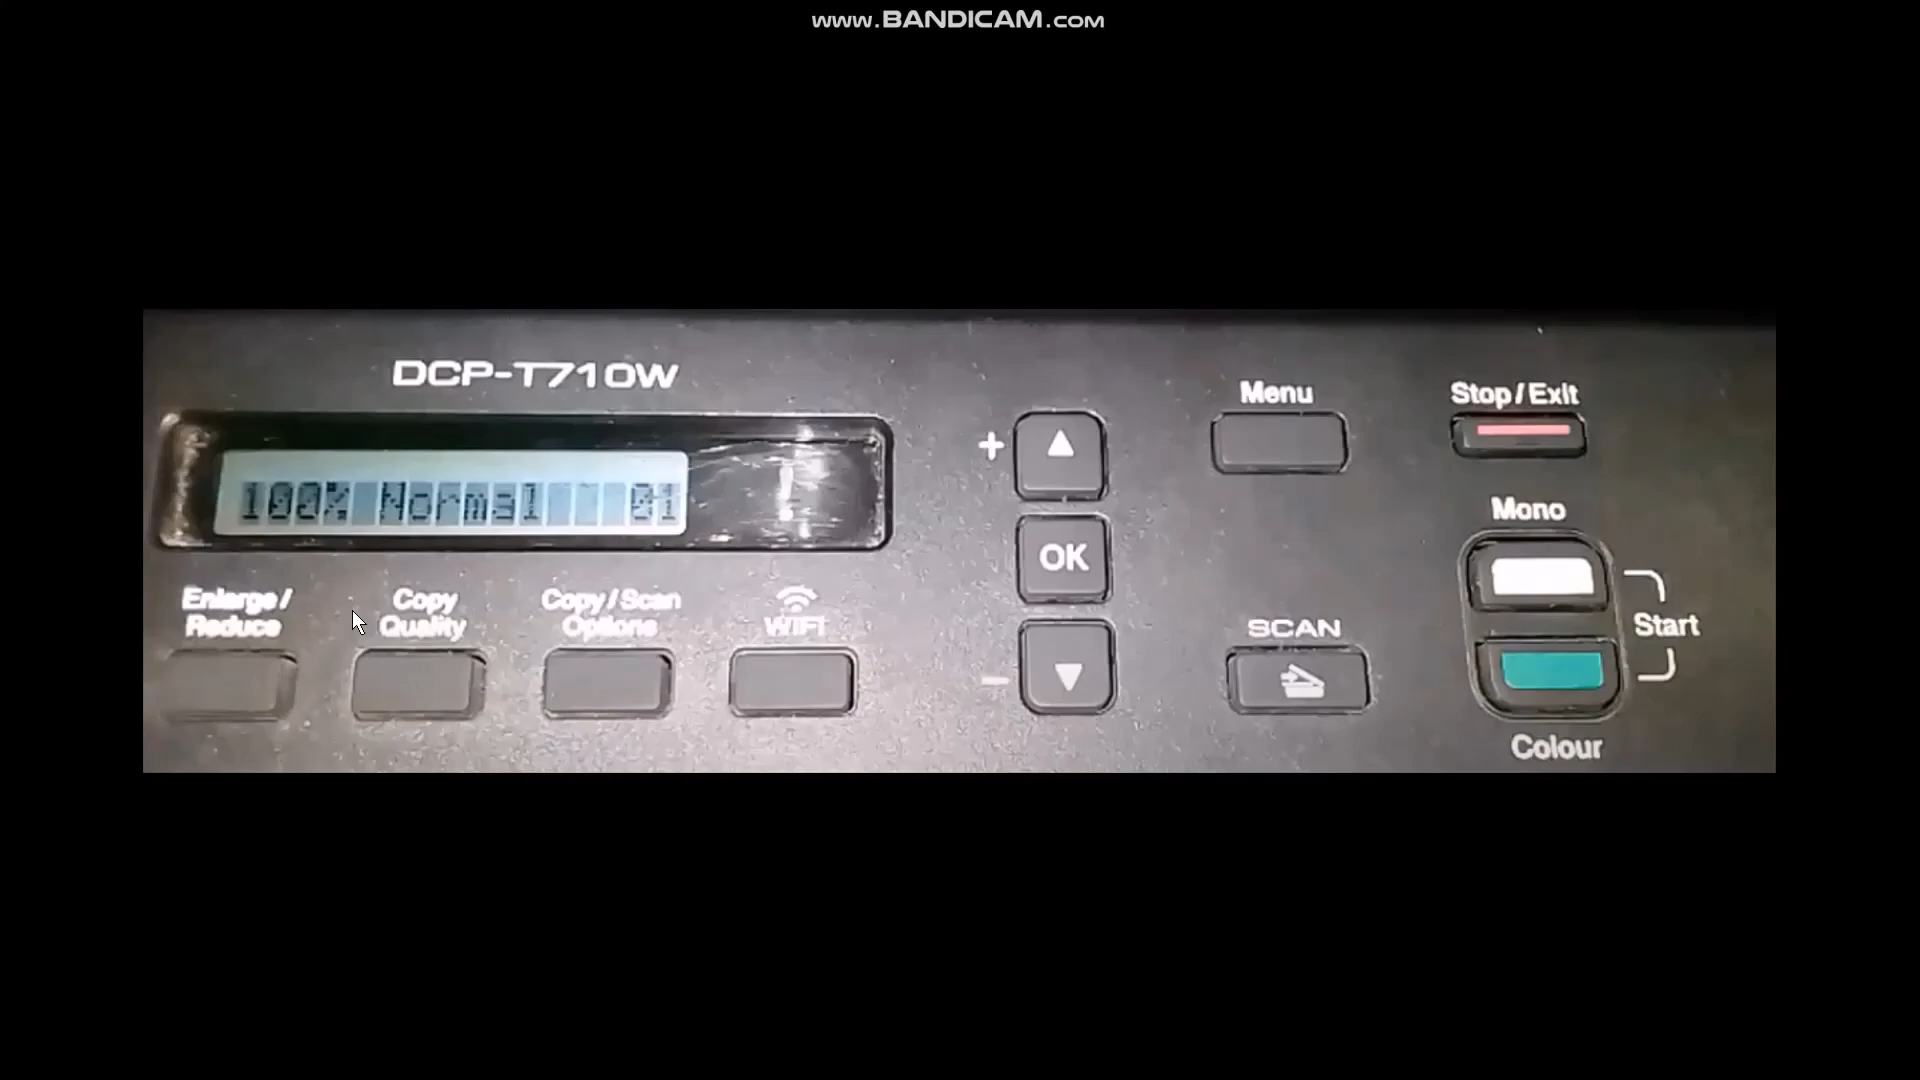 www.BANDICAM.com
DCP-T710W
100% Normal 01
Enlarge/
Reduce
Copy
Quality
Copy/Scan
Options
WiFi
+
OK
-
Menu
Stop/Exit
SCAN
Mono
Start
Colour